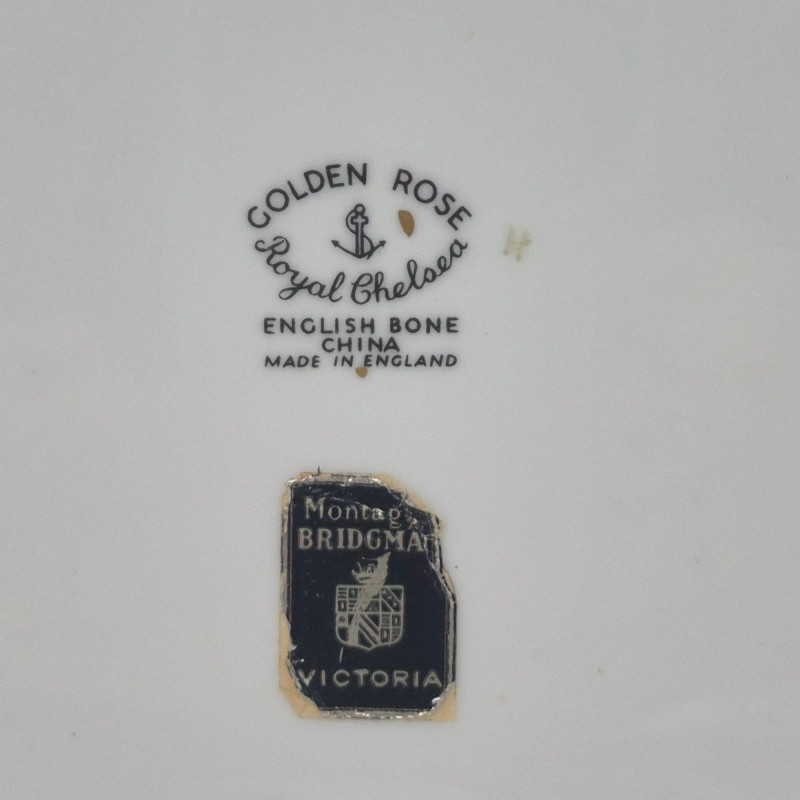 GOLDEN ROSE
Royal Chelsea
ENGLISH BONE
CHINA
MADE IN ENGLAND
H
Montag
BRIDGMA
VICTORIA